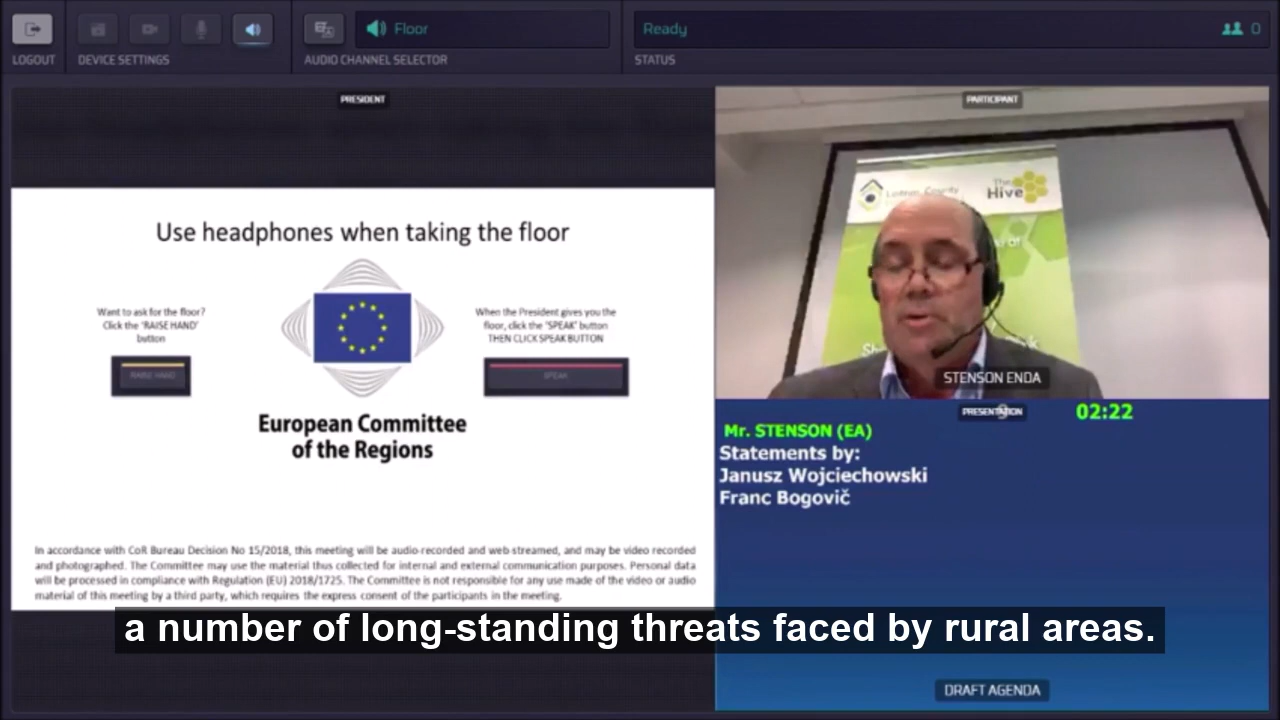 LOGOUT
DEVICE SETTINGS
Floor
AUDIO CHANNEL SELECTOR
Ready
0
STATUS
PRESIDENT
Use headphones when taking the floor
Want to ask for the floor?
Click the 'RAISE HAND'
button
RAISE HAND
When the President gives you the
floor, click the 'SPEAK' button
THEN CLICK SPEAK BUTTON
SPEAK
European Committee
of the Regions
In accordance with CoR Bureau Decision No 15/2018, this meeting will be audio-recorded and web-streamed, and may be video recorded
and photographed. The Committee may use the material thus collected for internal and external communication purposes. Personal data
will be processed in compliance with Regulation (EU) 2018/1725. The Committee is not responsible for any use made of the video or audio
material of this meeting by a third party, which requires the express consent of the participants in the meeting.
PARTICIPANT
County
The
Hive
STENSON ENDA
PRESENTATION
02:22
Mr. STENSON (EA)
Statements by:
Janusz Wojciechowski
Franc Bogovič
DRAFT AGENDA
a number of long-standing threats faced by rural areas.